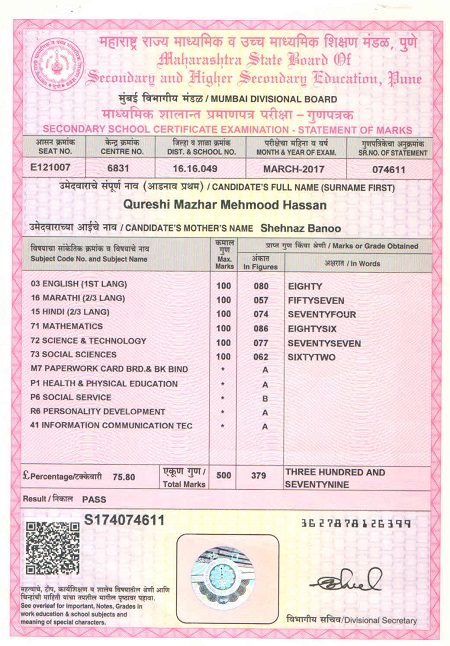 महाराष्ट्र राज्य माध्यमिक व उच्च माध्यमिक शिक्षण मंडळ, पुणे
Maharashtra State Board Of
Secondary and Higher Secondary Education, Pune
मुंबई विभागीय मंडळ / MUMBAI DIVISIONAL BOARD
माध्यमिक शालान्त प्रमाणपत्र परीक्षा – गुणपत्रक
SECONDARY SCHOOL CERTIFICATE EXAMINATION - STATEMENT OF MARKS
आसन क्रमांक केंद्र क्रमांक जिल्हा व शाळा क्रमांक परीक्षेचा महिना व वर्ष गुणपत्रिकेचा अनुक्रमांक
SEAT NO. CENTRE NO. DIST. & SCHOOL NO. MONTH & YEAR OF EXAM. SR.NO. OF STATEMENT
E121007 6831 16.16.049 MARCH-2017 074611
उमेदवाराचे संपूर्ण नाव (आडनाव प्रथम) / CANDIDATE'S FULL NAME (SURNAME FIRST)
Qureshi Mazhar Mehmood Hassan
उमेदवाराच्या आईचे नाव / CANDIDATE'S MOTHER'S NAME Shehnaz Banoo
विषयाचा सांकेतिक क्रमांक व विषयाचे नाव
Subject Code No. and Subject Name
कमाल गुण
Max. Marks
प्राप्त गुण किंवा श्रेणी / Marks or Grade Obtained
अंकात
In Figures
अक्षरात / In Words
03 ENGLISH (1ST LANG) 100 080 EIGHTY
16 MARATHI (2/3 LANG) 100 057 FIFTYSEVEN
15 HINDI (2/3 LANG) 100 074 SEVENTYFOUR
71 MATHEMATICS 100 086 EIGHTYSIX
72 SCIENCE & TECHNOLOGY 100 077 SEVENTYSEVEN
73 SOCIAL SCIENCES 100 062 SIXTYTWO
M7 PAPERWORK CARD BRD.& BK BIND * A
P1 HEALTH & PHYSICAL EDUCATION * A
P6 SOCIAL SERVICE * B
R6 PERSONALITY DEVELOPMENT * A
41 INFORMATION COMMUNICATION TEC * A
£ Percentage/टक्केवारी 75.80 एकूण गुण / Total Marks 500 379 THREE HUNDRED AND
SEVENTYNINE
Result / निकाल PASS
S174074611
3627878126399
महत्वाचे, टीप, कार्यशिक्षण व शालेय विषयातील श्रेणी आणि
चिन्हांची माहिती यांचा तपशील मागील पृष्ठावर पहावा.
See overleaf for Important, Notes, Grades in
work education & school subjects and
meaning of special characters.
विभागीय सचिव/Divisional Secretary